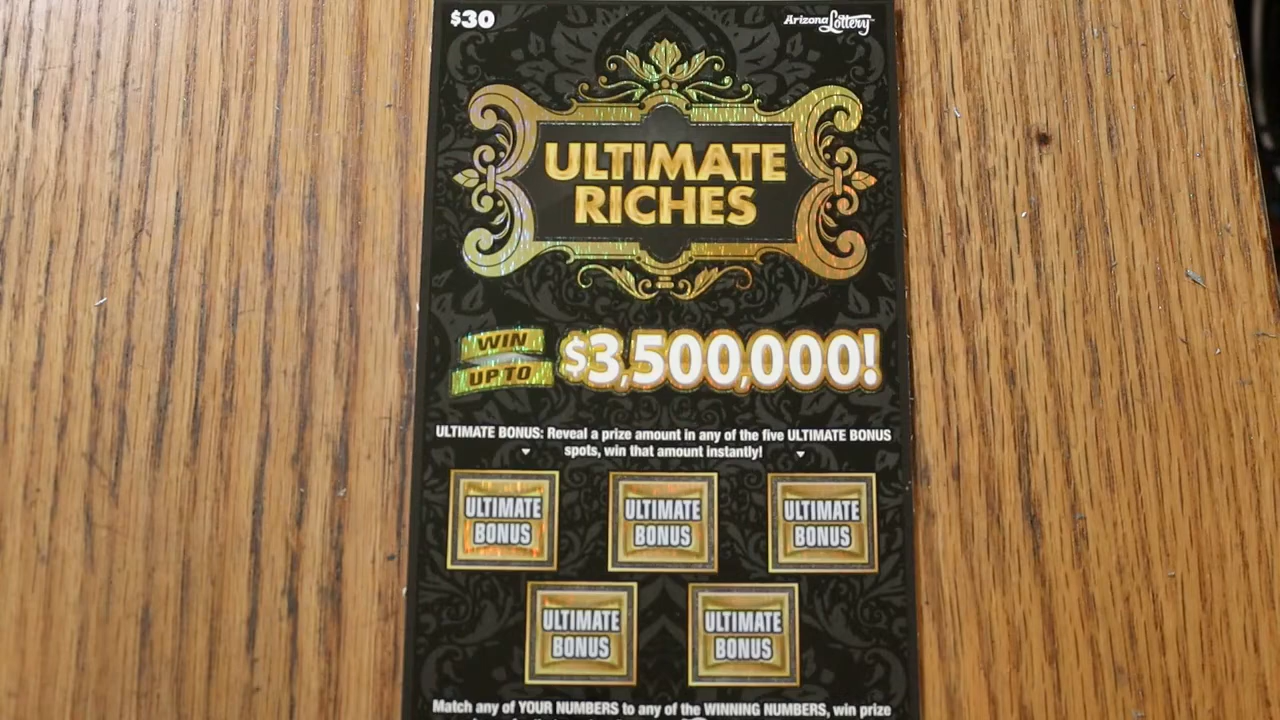 $30
Arizona Lottery
ULTIMATE
RICHES
WIN
UP TO
$3,500,000!
ULTIMATE BONUS: Reveal a prize amount in any of the five ULTIMATE BONUS
spots, win that amount instantly!
ULTIMATE
BONUS
ULTIMATE
BONUS
ULTIMATE
BONUS
ULTIMATE
BONUS
ULTIMATE
BONUS
Match any of YOUR NUMBERS to any of the WINNING NUMBERS, win prize